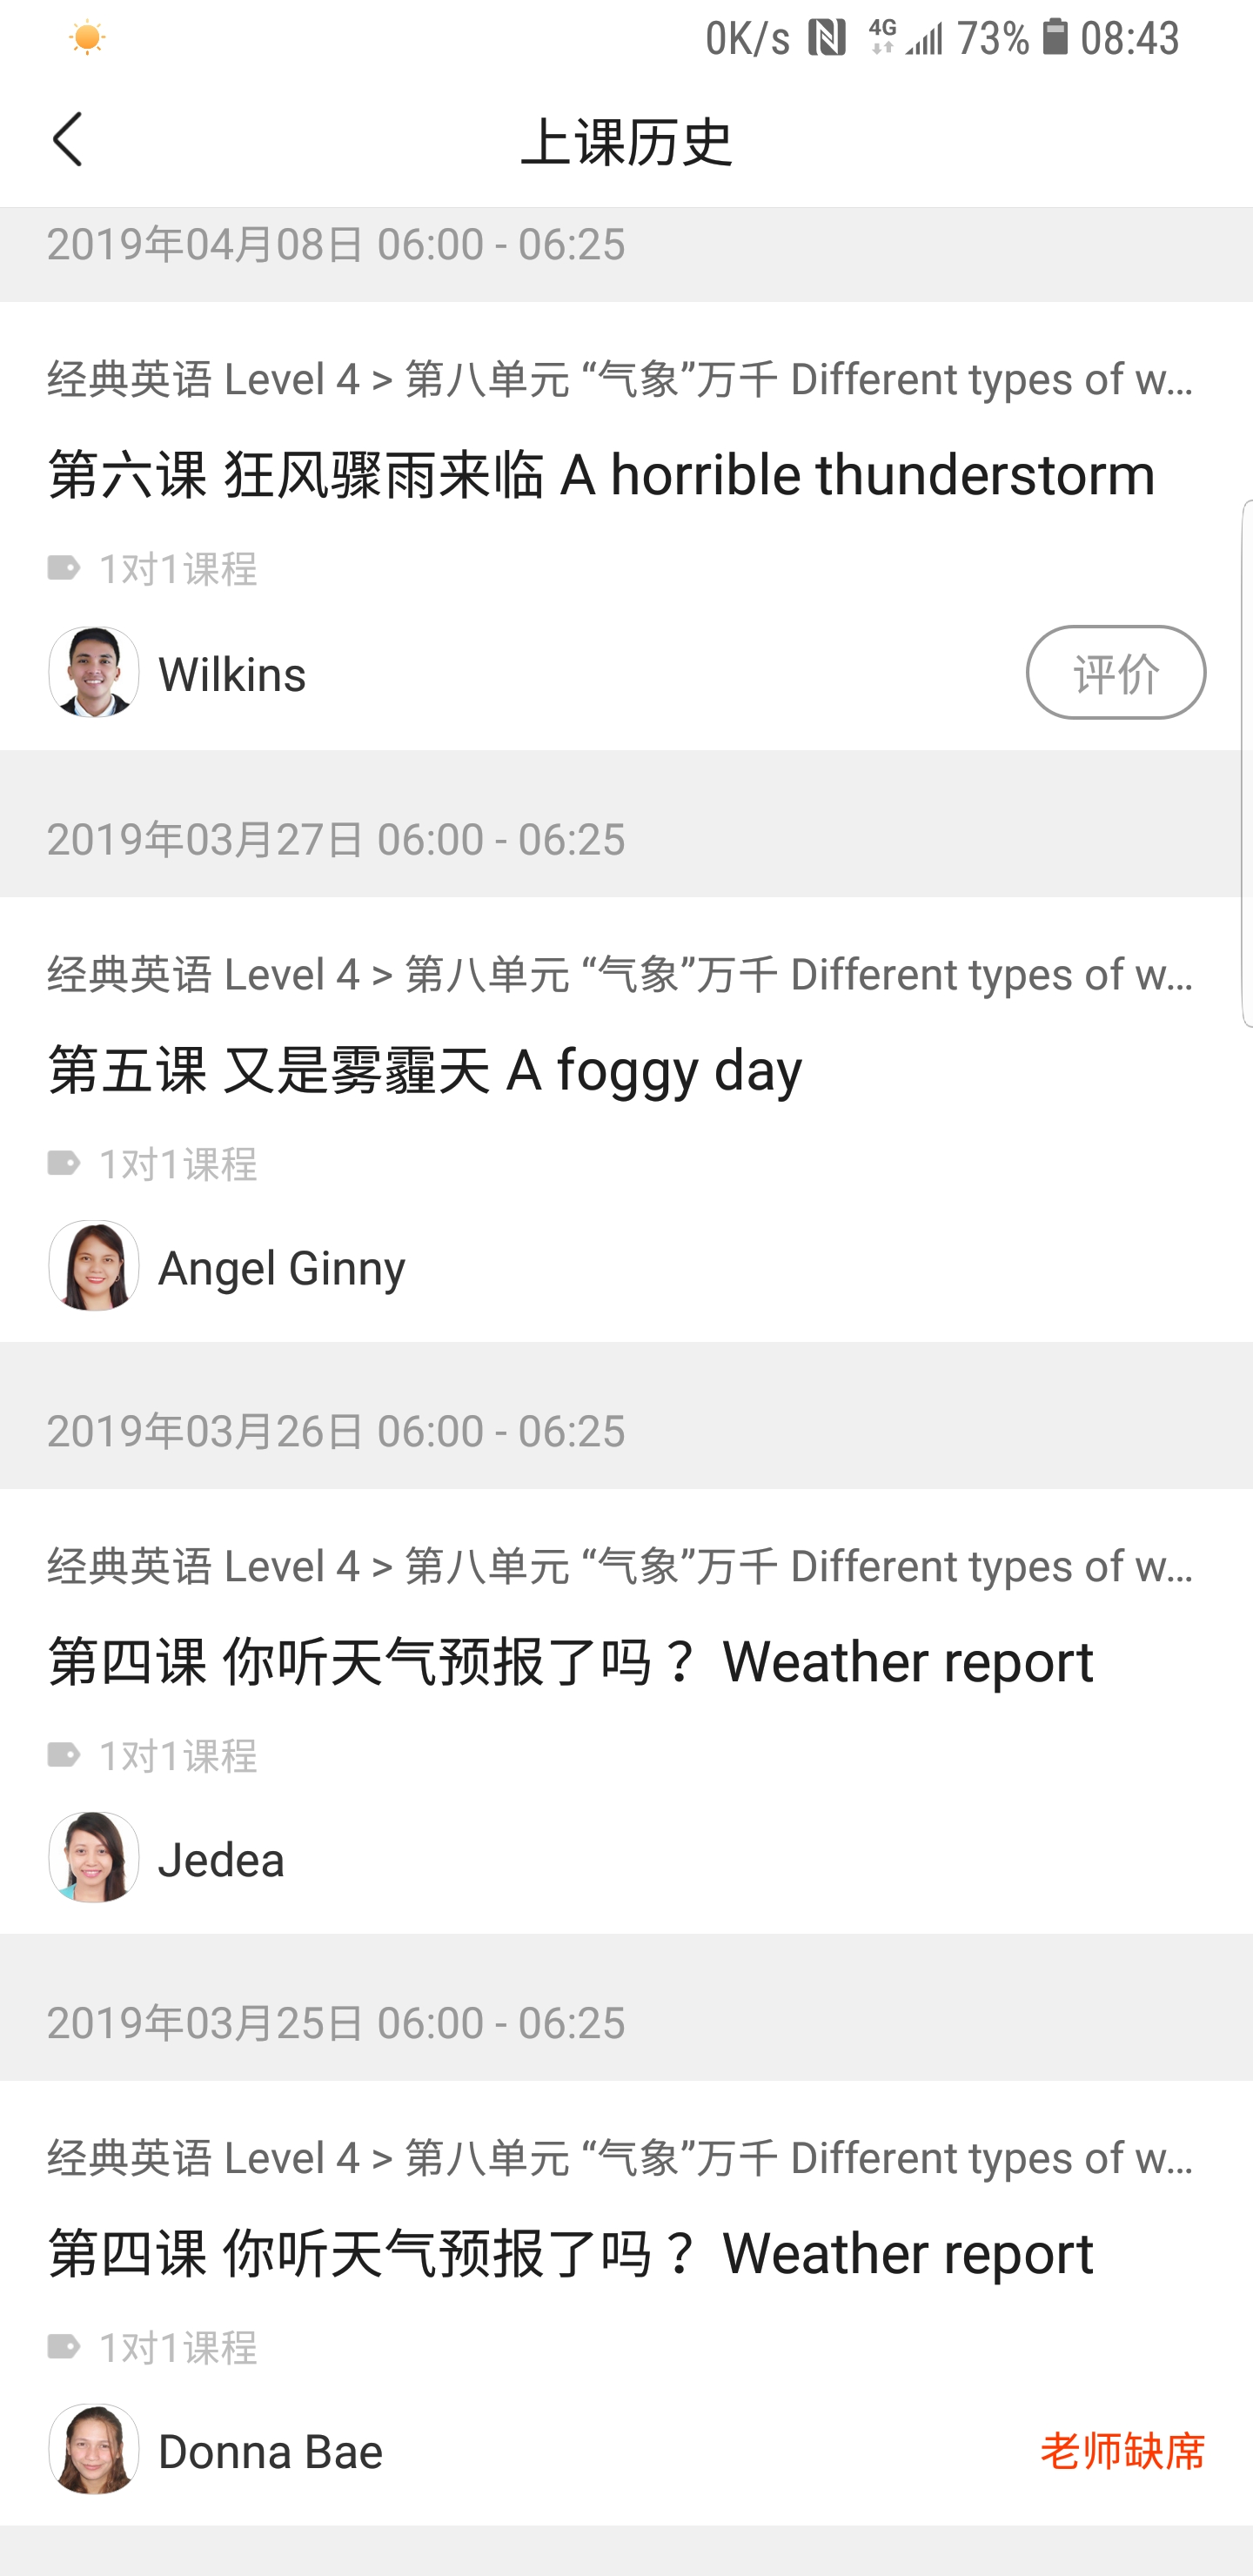 0K/s 4G 73% 08:43
上课历史
2019年04月08日 06:00 - 06:25
经典英语 Level 4 > 第八单元 “气象”万千 Different types of w...
第六课 狂风骤雨来临 A horrible thunderstorm
1对1课程
Wilkins
评价
2019年03月27日 06:00 - 06:25
经典英语 Level 4 > 第八单元 “气象”万千 Different types of w...
第五课 又是雾霾天 A foggy day
1对1课程
Angel Ginny
2019年03月26日 06:00 - 06:25
经典英语 Level 4 > 第八单元 “气象”万千 Different types of w...
第四课 你听天气预报了吗？ Weather report
1对1课程
Jedea
2019年03月25日 06:00 - 06:25
经典英语 Level 4 > 第八单元 “气象”万千 Different types of w...
第四课 你听天气预报了吗？ Weather report
1对1课程
Donna Bae
老师缺席